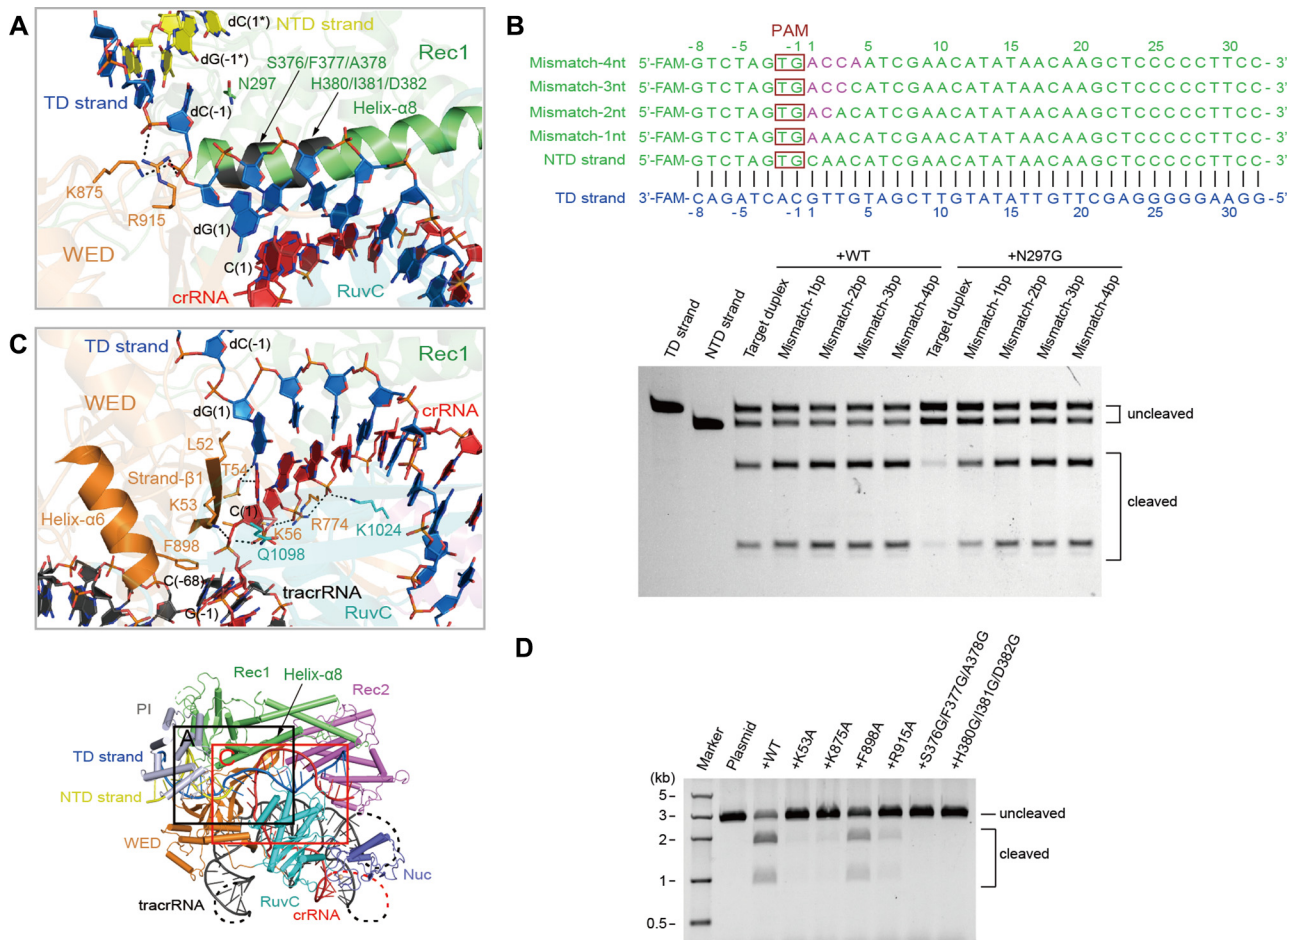 A
dC(1*)
NTD strand
dG(-1*)
Rec1
S376/F377/A378
N297
H380/I381/D382
TD strand
dC(-1)
Helix-α8
K875
R915
dG(1)
WED
C(1)
crRNA
RuvC
B
PAM
-8 -5 -1 1 5 10 15 20 25 30
Mismatch-4nt 5'-FAM-GTCTAGTGACCAATCGAACATATAACAAGCTCCCCCTTCC-3'
Mismatch-3nt 5'-FAM-GTCTAGTGACCCATCGAACATATAACAAGCTCCCCCTTCC-3'
Mismatch-2nt 5'-FAM-GTCTAGTGACACATCGAACATATAACAAGCTCCCCCTTCC-3'
Mismatch-1nt 5'-FAM-GTCTAGTGAAACATCGAACATATAACAAGCTCCCCCTTCC-3'
NTD strand 5'-FAM-GTCTAGTGCAACATCGAACATATAACAAGCTCCCCCTTCC-3'
TD strand 3'-FAM-CAGATCACGTTGTAGCTTGTATATTGTTCGAGGGGGAAGG-5'
-8 -5 -1 1 5 10 15 20 25 30
+WT +N297G
TD strand
NTD strand
Target duplex
Mismatch-1bp
Mismatch-2bp
Mismatch-3bp
Mismatch-4bp
Target duplex
Mismatch-1bp
Mismatch-2bp
Mismatch-3bp
Mismatch-4bp
uncleaved
cleaved
C
TD strand
dC(-1)
Rec1
WED
dG(1)
crRNA
L52
T54
Strand-β1
K53
C(1)
Helix-α6
K56
R774
K1024
F898
Q1098
C(-68)
tracrRNA
G(-1)
RuvC
Rec1
Helix-α8
Rec2
PI
A
C
TD strand
NTD strand
WED
Nuc
tracrRNA
RuvC
crRNA
D
Marker
Plasmid
+WT
+K53A
+K875A
+F898A
+R915A
+S376G/F377G/A378G
+H380G/I381G/D382G
(kb)
5
3
2
1
0.5
uncleaved
cleaved